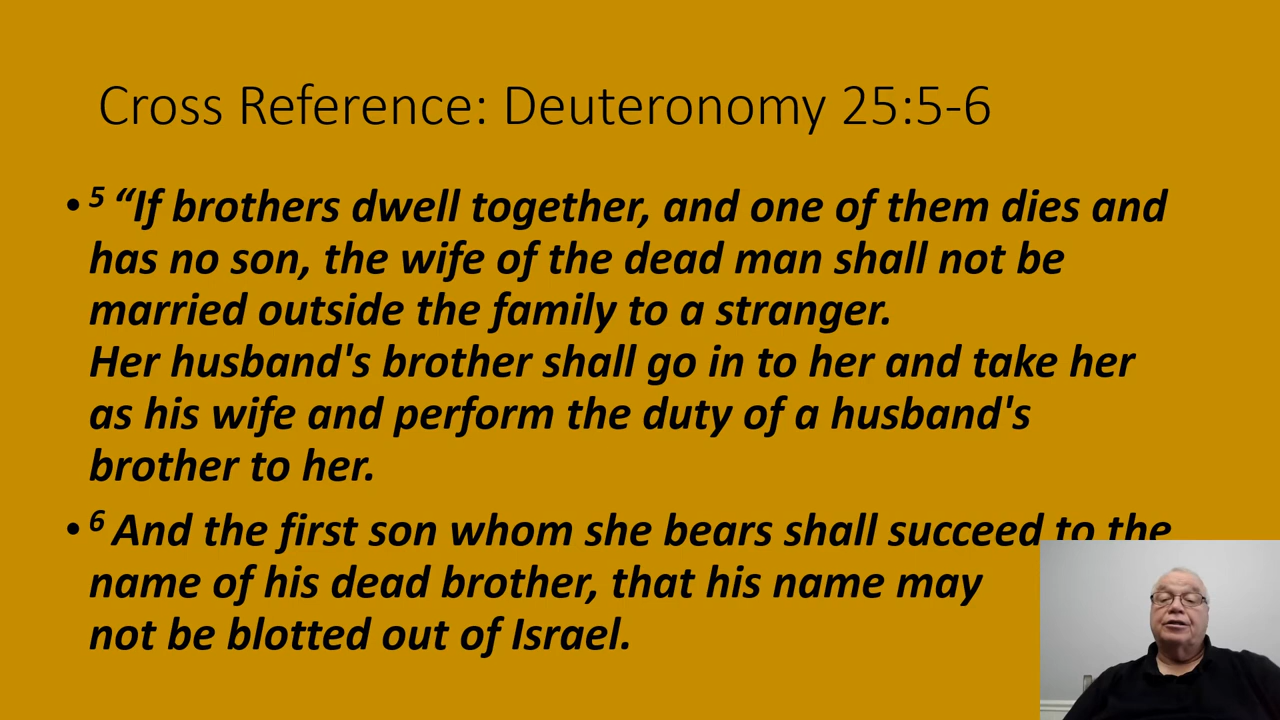 Cross Reference: Deuteronomy 25:5-6
• 5 “If brothers dwell together, and one of them dies and
has no son, the wife of the dead man shall not be
married outside the family to a stranger.
Her husband's brother shall go in to her and take her
as his wife and perform the duty of a husband's
brother to her.
• 6 And the first son whom she bears shall succeed to the
name of his dead brother, that his name may
not be blotted out of Israel.